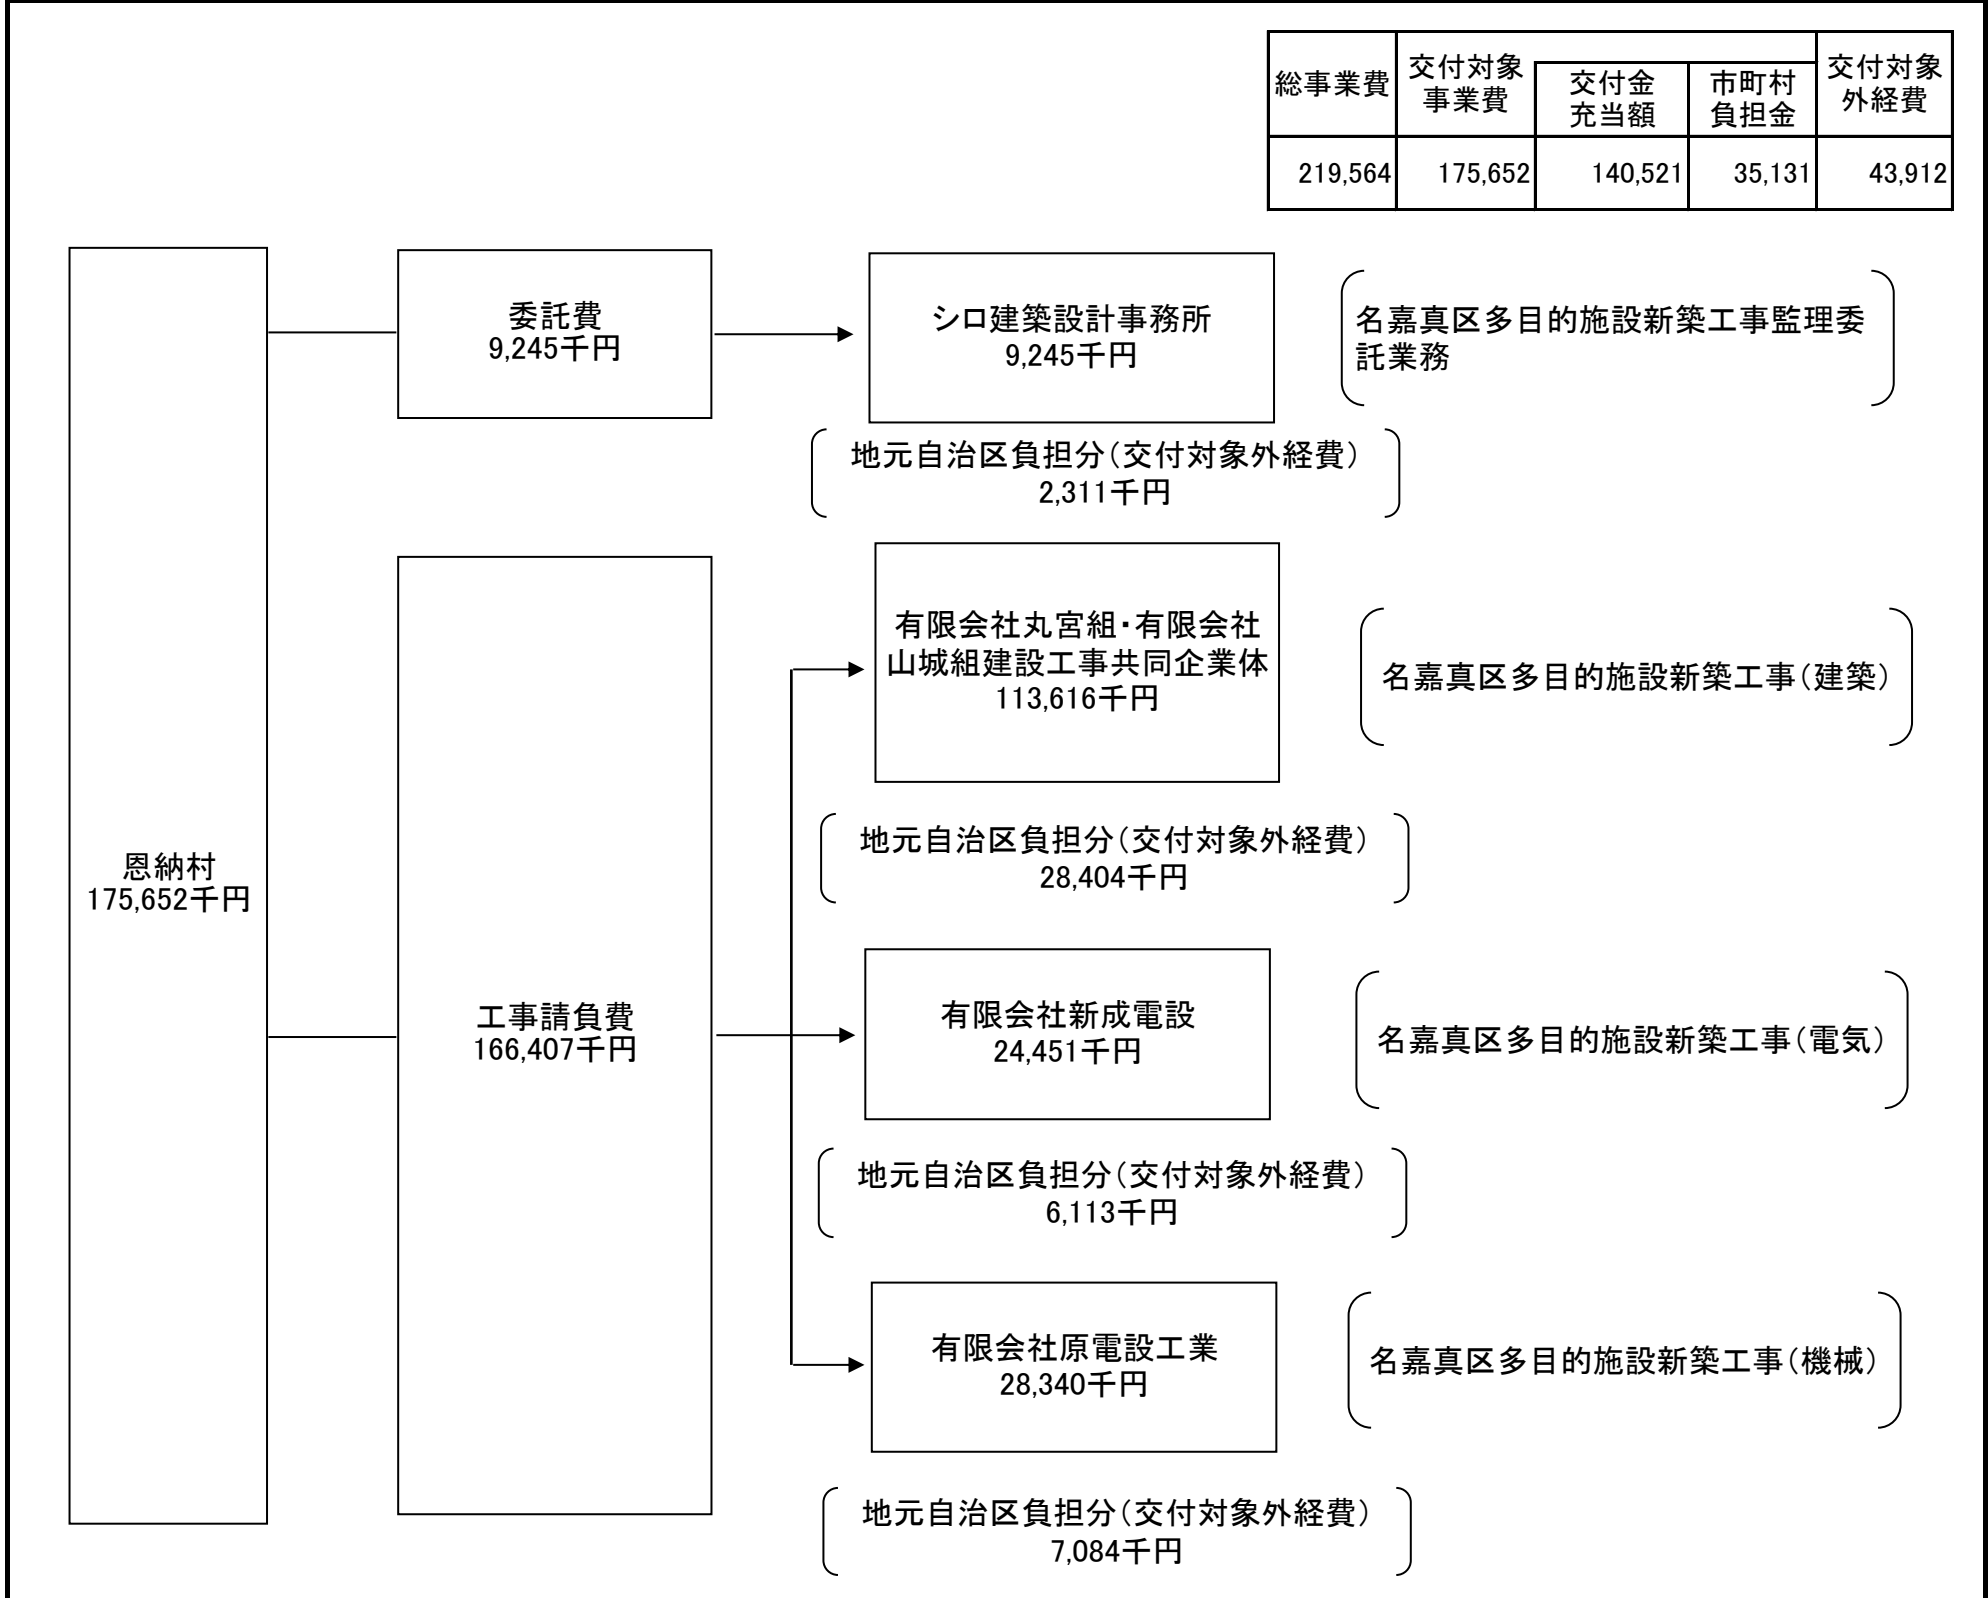 総事業費
交付対象
事業費
交付金
充当額
市町村
負担金
交付対象
外経費
219,564
175,652
140,521
35,131
43,912
委託費
9,245千円
シロ建築設計事務所
9,245千円
名嘉真区多目的施設新築工事監理委
託業務
地元自治区負担分(交付対象外経費)
2,311千円
有限会社丸宮組・有限会社
山城組建設工事共同企業体
113,616千円
名嘉真区多目的施設新築工事(建築)
地元自治区負担分(交付対象外経費)
28,404千円
恩納村
175,652千円
工事請負費
166,407千円
有限会社新成電設
24,451千円
名嘉真区多目的施設新築工事(電気)
地元自治区負担分(交付対象外経費)
6,113千円
有限会社原電設工業
28,340千円
名嘉真区多目的施設新築工事(機械)
地元自治区負担分(交付対象外経費)
7,084千円